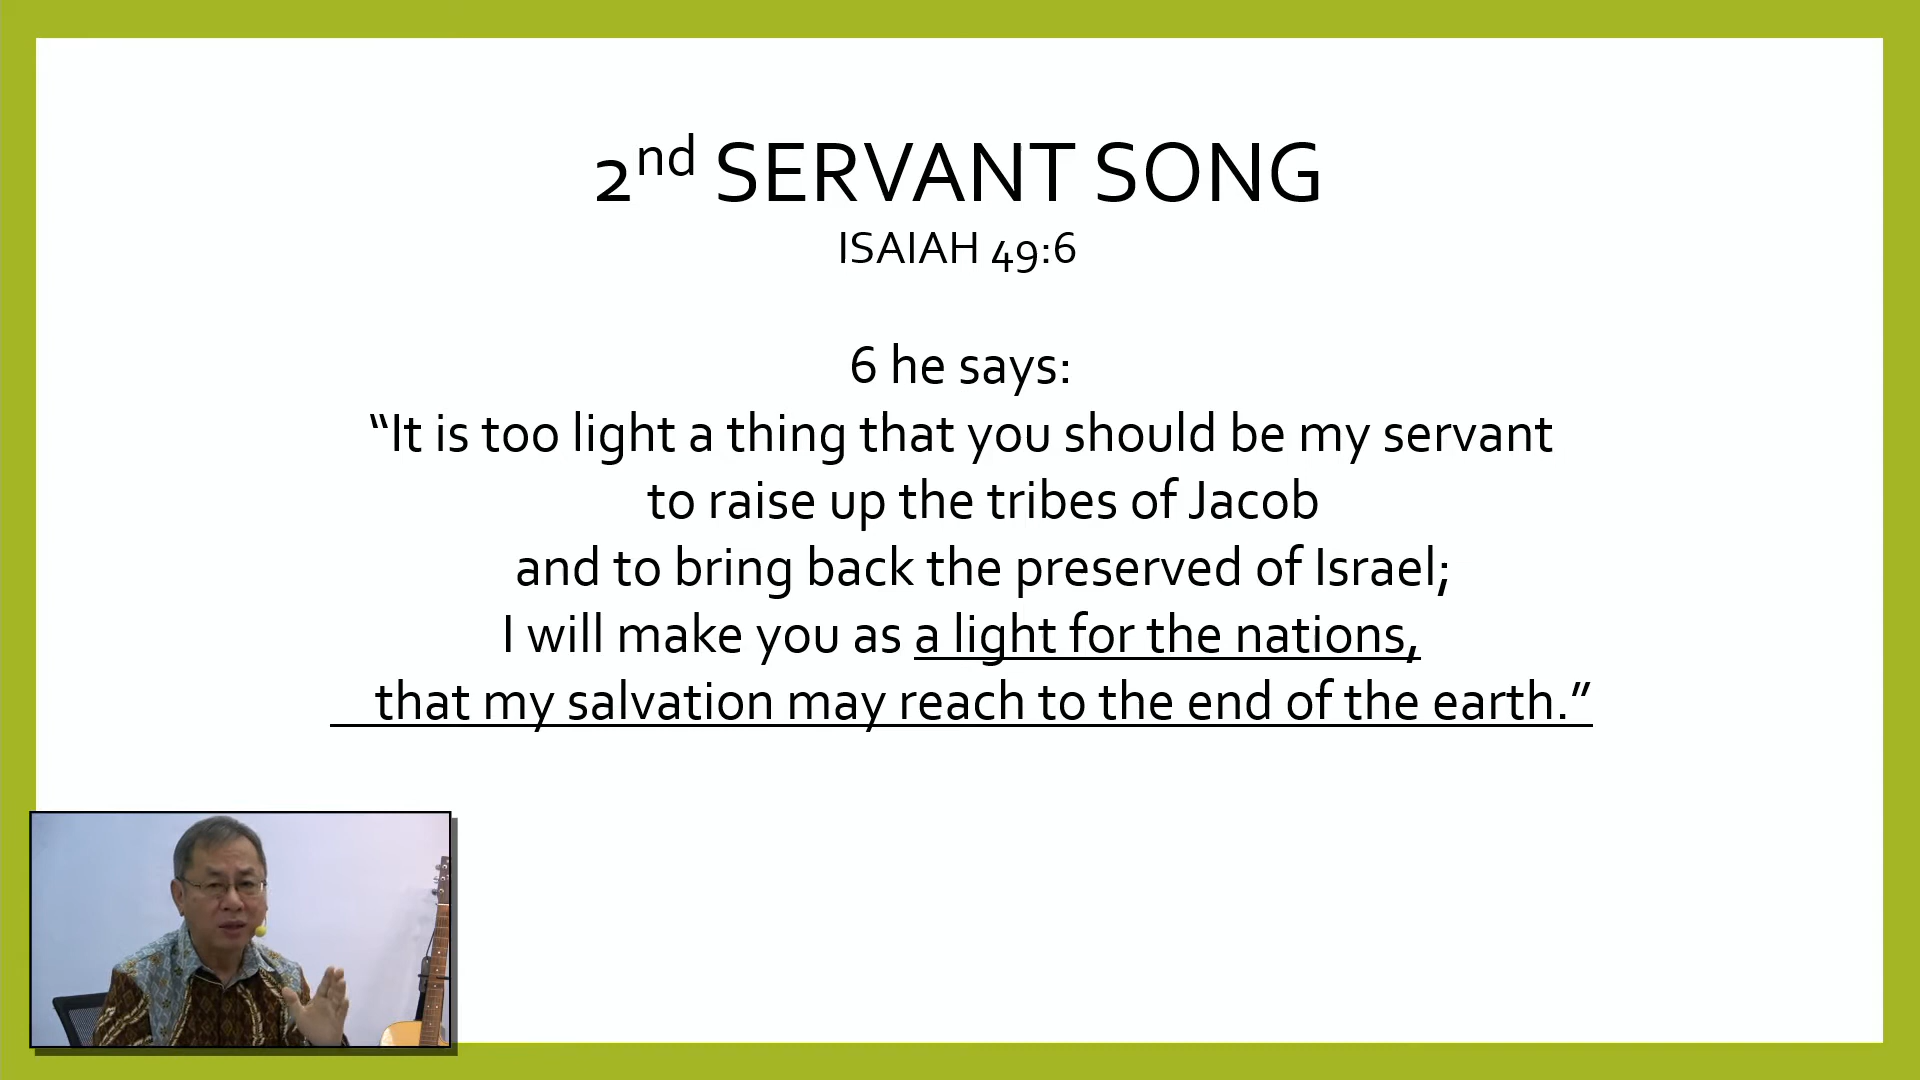 2nd SERVANT SONG
ISAIAH 49:6
6 he says:
“It is too light a thing that you should be my servant
to raise up the tribes of Jacob
and to bring back the preserved of Israel;
I will make you as a light for the nations,
that my salvation may reach to the end of the earth.”